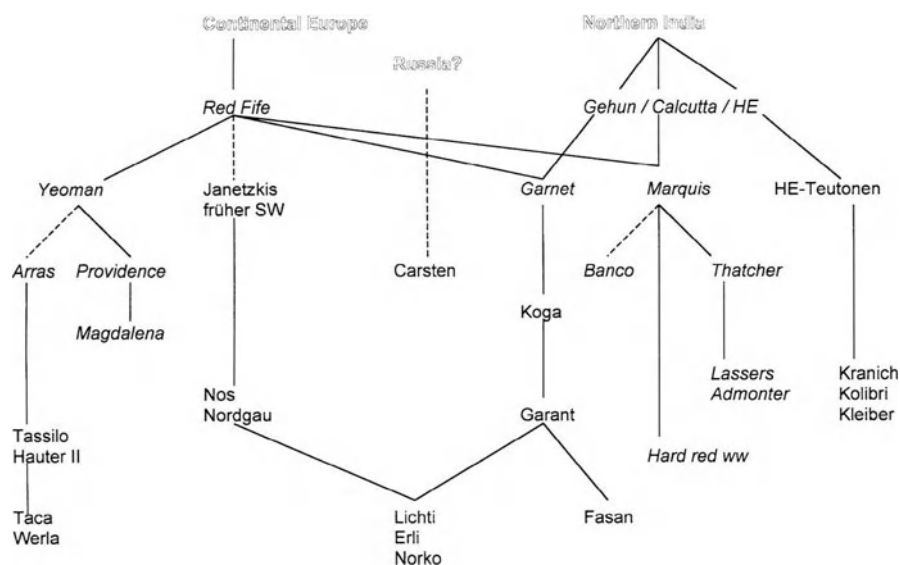 Continental Europe
Northern India
Russia?
Red Fife
Gehun / Calcutta / HE
Yeoman
Janetzkis
früher SW
Garnet
Marquis
HE-Teutonen
Arras
Providence
Carsten
Banco
Thatcher
Magdalena
Koga
Nos
Nordgau
Garant
Lassers
Admonter
Kranich
Kolibri
Kleiber
Tassilo
Hauter II
Hard red ww
Taca
Werla
Lichti
Erli
Norko
Fasan